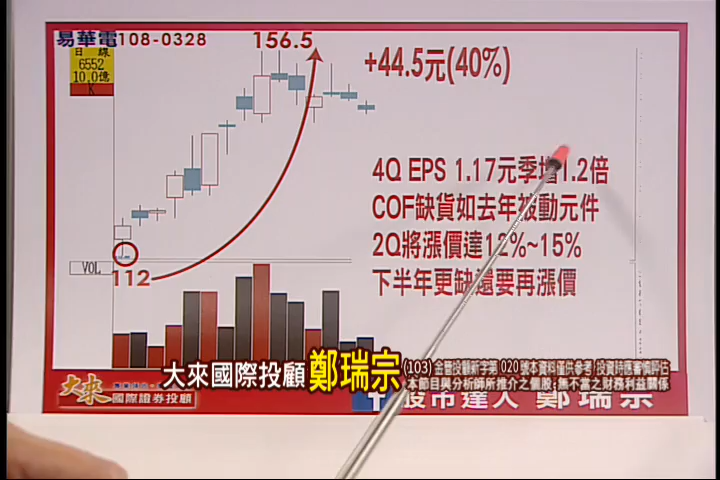 易華電108-0328
日 線
6552
10.0億
K
156.5
+44.5元(40%)
4Q EPS 1.17元季增1.2倍
COF缺貨如去年被動元件
2Q將漲價達12%~15%
下半年更缺還要再漲價
VOL
112
大來國際投顧 鄭瑞宗
(103)金管投顧新字第020號本資料僅供參考 投資時應審慎評估
本節目與分析師所推介之個股 無不當之財務利益關係
大來
國際證券投顧
股市達人 鄭瑞宗